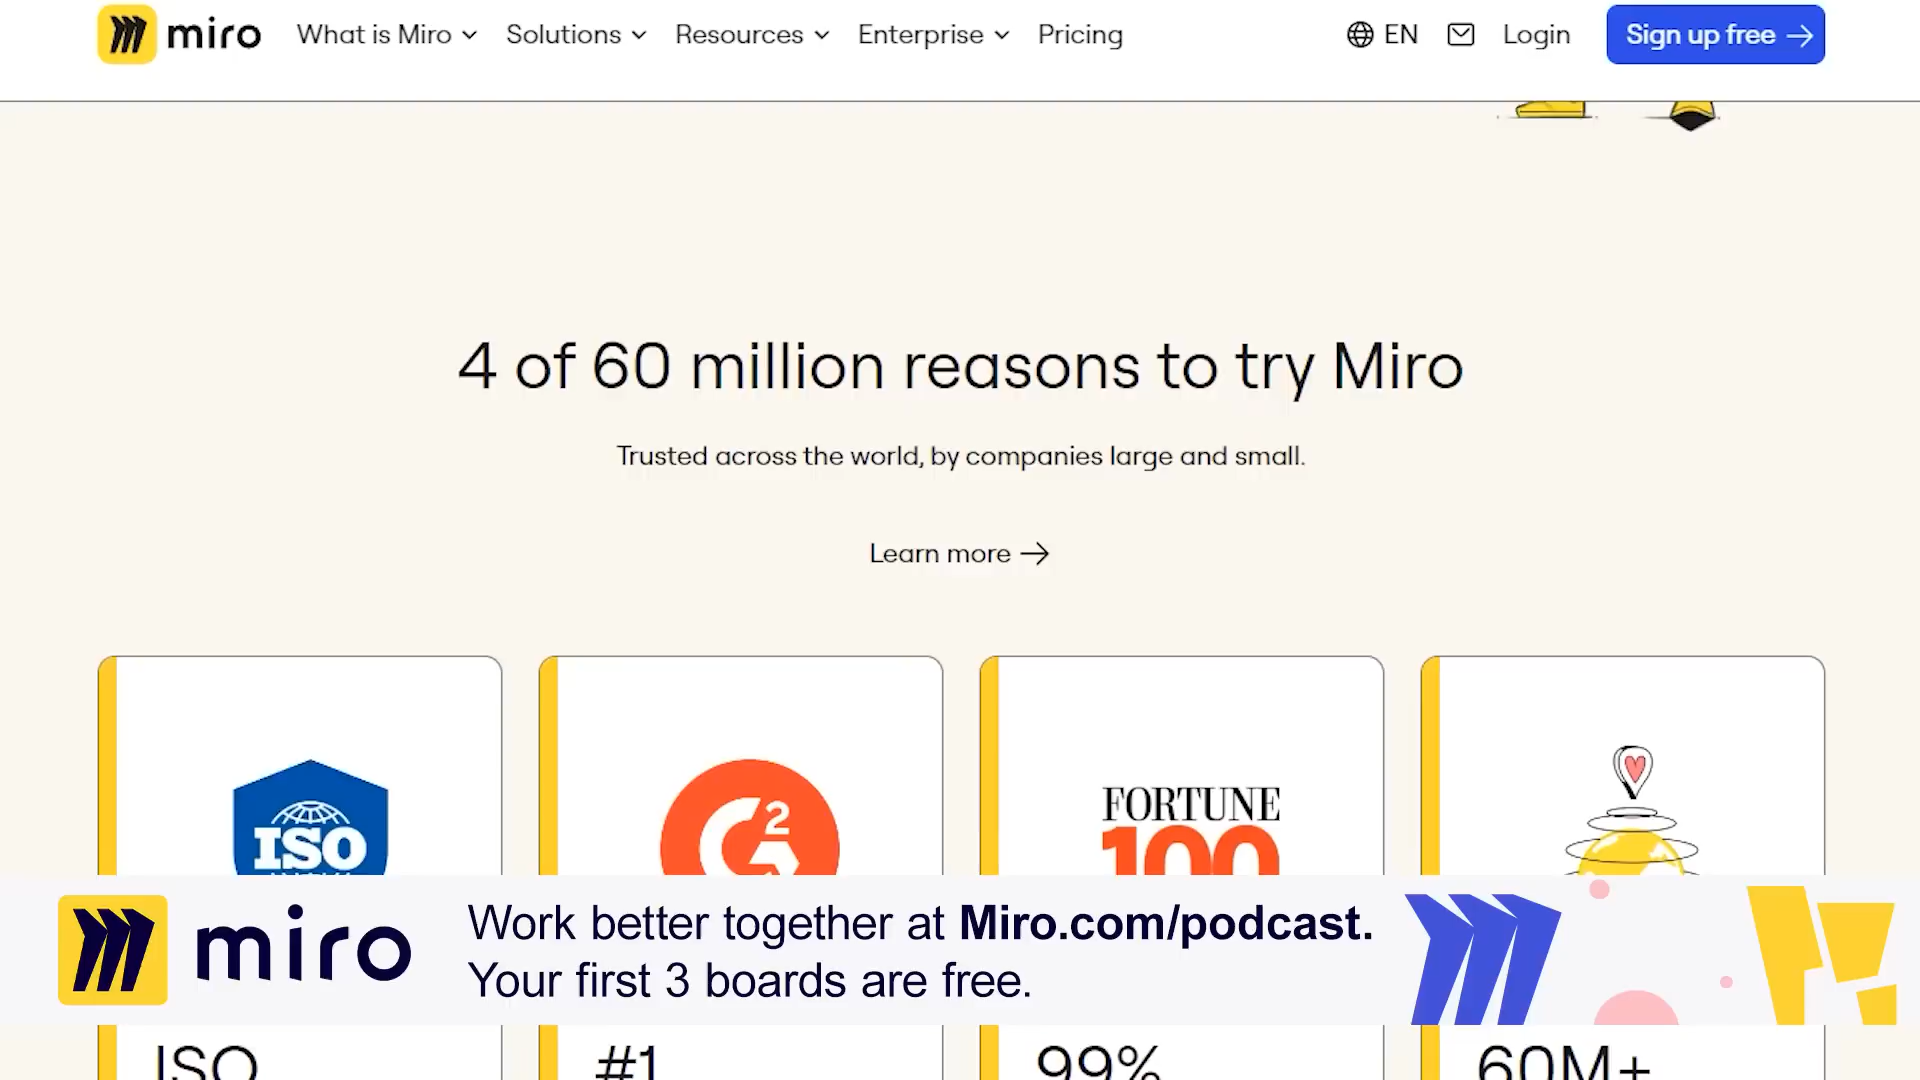 miro What is Miro Solutions Resources Enterprise Pricing EN Login Sign up free
4 of 60 million reasons to try Miro
Trusted across the world, by companies large and small.
Learn more
ISO
G2
FORTUNE
100
miro
Work better together at Miro.com/podcast.
Your first 3 boards are free.
ISO
#1
99%
60M+